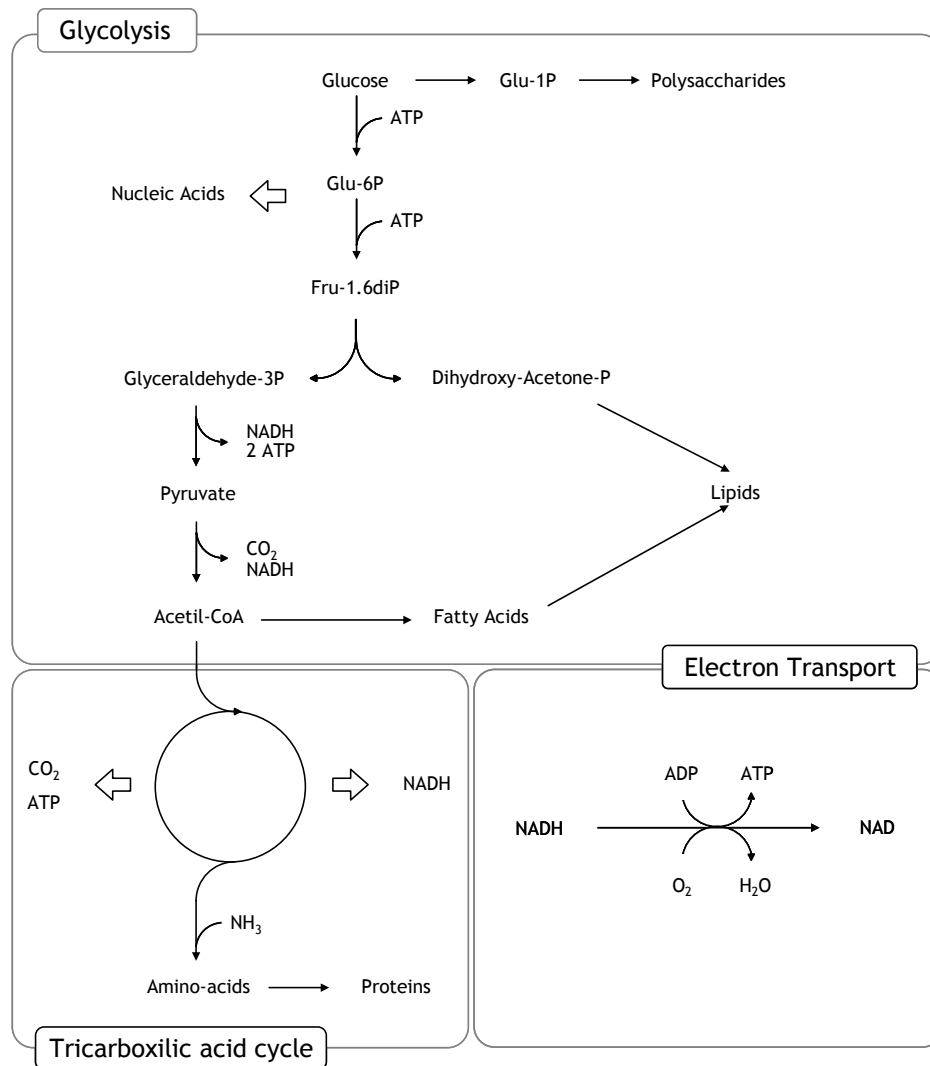 Glycolysis
Glucose
Glu-1P
Polysaccharides
ATP
Nucleic Acids
Glu-6P
ATP
Fru-1.6diP
Glyceraldehyde-3P
Dihydroxy-Acetone-P
NADH
2 ATP
Pyruvate
Lipids
CO₂
NADH
Acetil-CoA
Fatty Acids
Electron Transport
CO₂
ATP
NADH
ADP
ATP
NADH
NAD
O₂
H₂O
NH₃
Amino-acids
Proteins
Tricarboxilic acid cycle